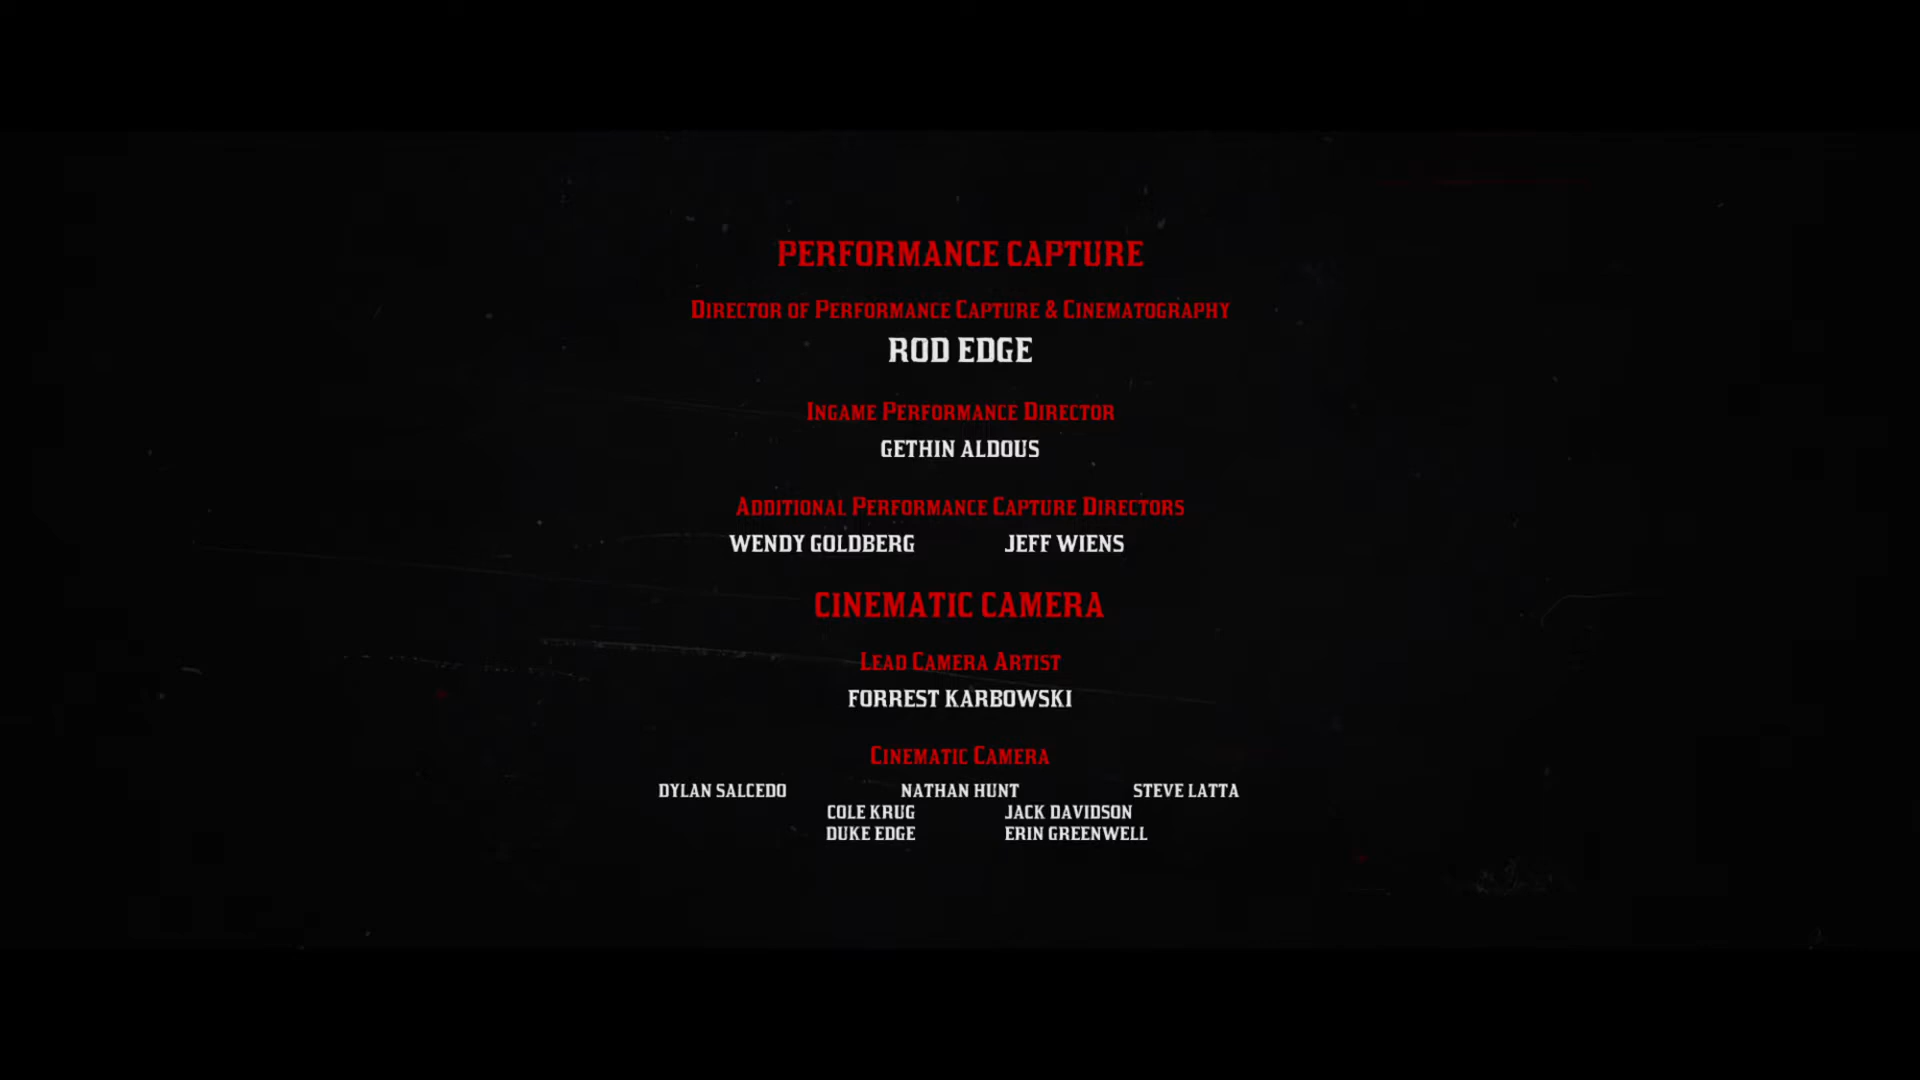 PERFORMANCE CAPTURE
DIRECTOR OF PERFORMANCE CAPTURE & CINEMATOGRAPHY
ROD EDGE
INGAME PERFORMANCE DIRECTOR
GETHIN ALDOUS
ADDITIONAL PERFORMANCE CAPTURE DIRECTORS
WENDY GOLDBERG JEFF WIENS
CINEMATIC CAMERA
LEAD CAMERA ARTIST
FORREST KARBOWSKI
CINEMATIC CAMERA
DYLAN SALCEDO NATHAN HUNT STEVE LATTA
COLE KRUG JACK DAVIDSON
DUKE EDGE ERIN GREENWELL